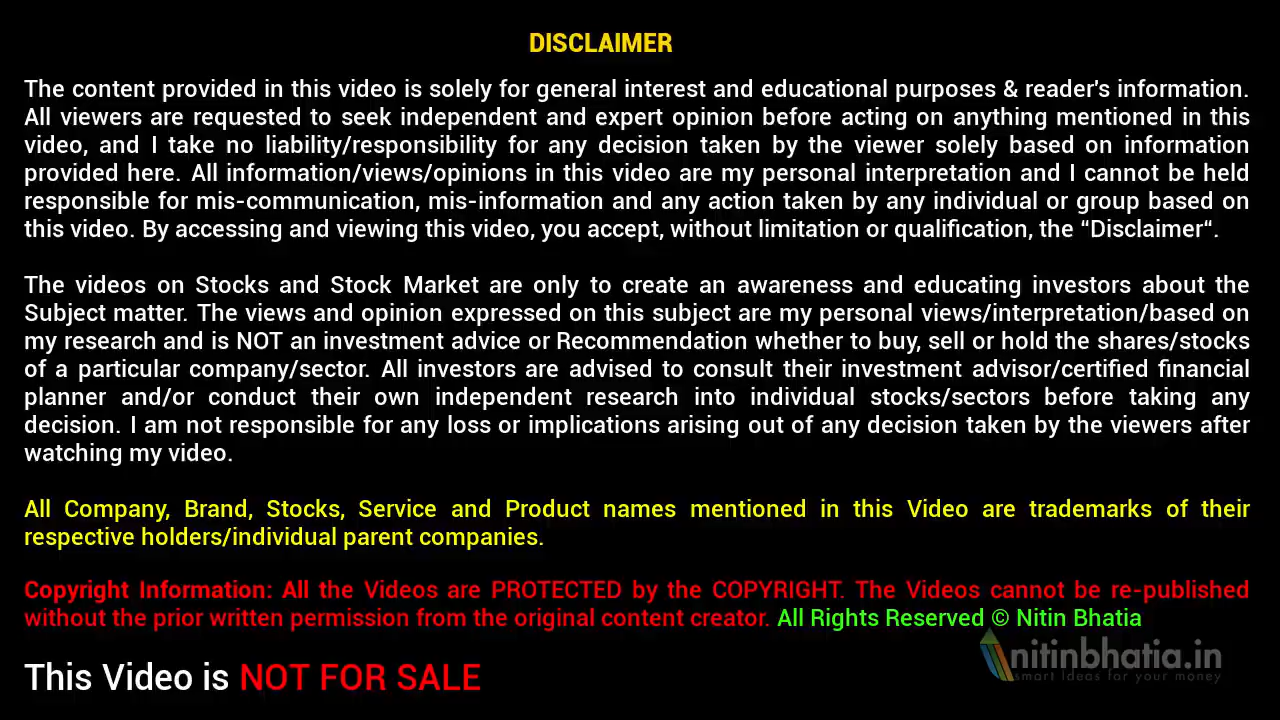 DISCLAIMER
The content provided in this video is solely for general interest and educational purposes & reader's information.
All viewers are requested to seek independent and expert opinion before acting on anything mentioned in this
video, and I take no liability/responsibility for any decision taken by the viewer solely based on information
provided here. All information/views/opinions in this video are my personal interpretation and I cannot be held
responsible for mis-communication, mis-information and any action taken by any individual or group based on
this video. By accessing and viewing this video, you accept, without limitation or qualification, the “Disclaimer“.
The videos on Stocks and Stock Market are only to create an awareness and educating investors about the
Subject matter. The views and opinion expressed on this subject are my personal views/interpretation/based on
my research and is NOT an investment advice or Recommendation whether to buy, sell or hold the shares/stocks
of a particular company/sector. All investors are advised to consult their investment advisor/certified financial
planner and/or conduct their own independent research into individual stocks/sectors before taking any
decision. I am not responsible for any loss or implications arising out of any decision taken by the viewers after
watching my video.
All Company, Brand, Stocks, Service and Product names mentioned in this Video are trademarks of their
respective holders/individual parent companies.
Copyright Information: All the Videos are PROTECTED by the COPYRIGHT. The Videos cannot be re-published
without the prior written permission from the original content creator. All Rights Reserved © Nitin Bhatia
nitinbhatia.in
smart ideas for your money
This Video is NOT FOR SALE